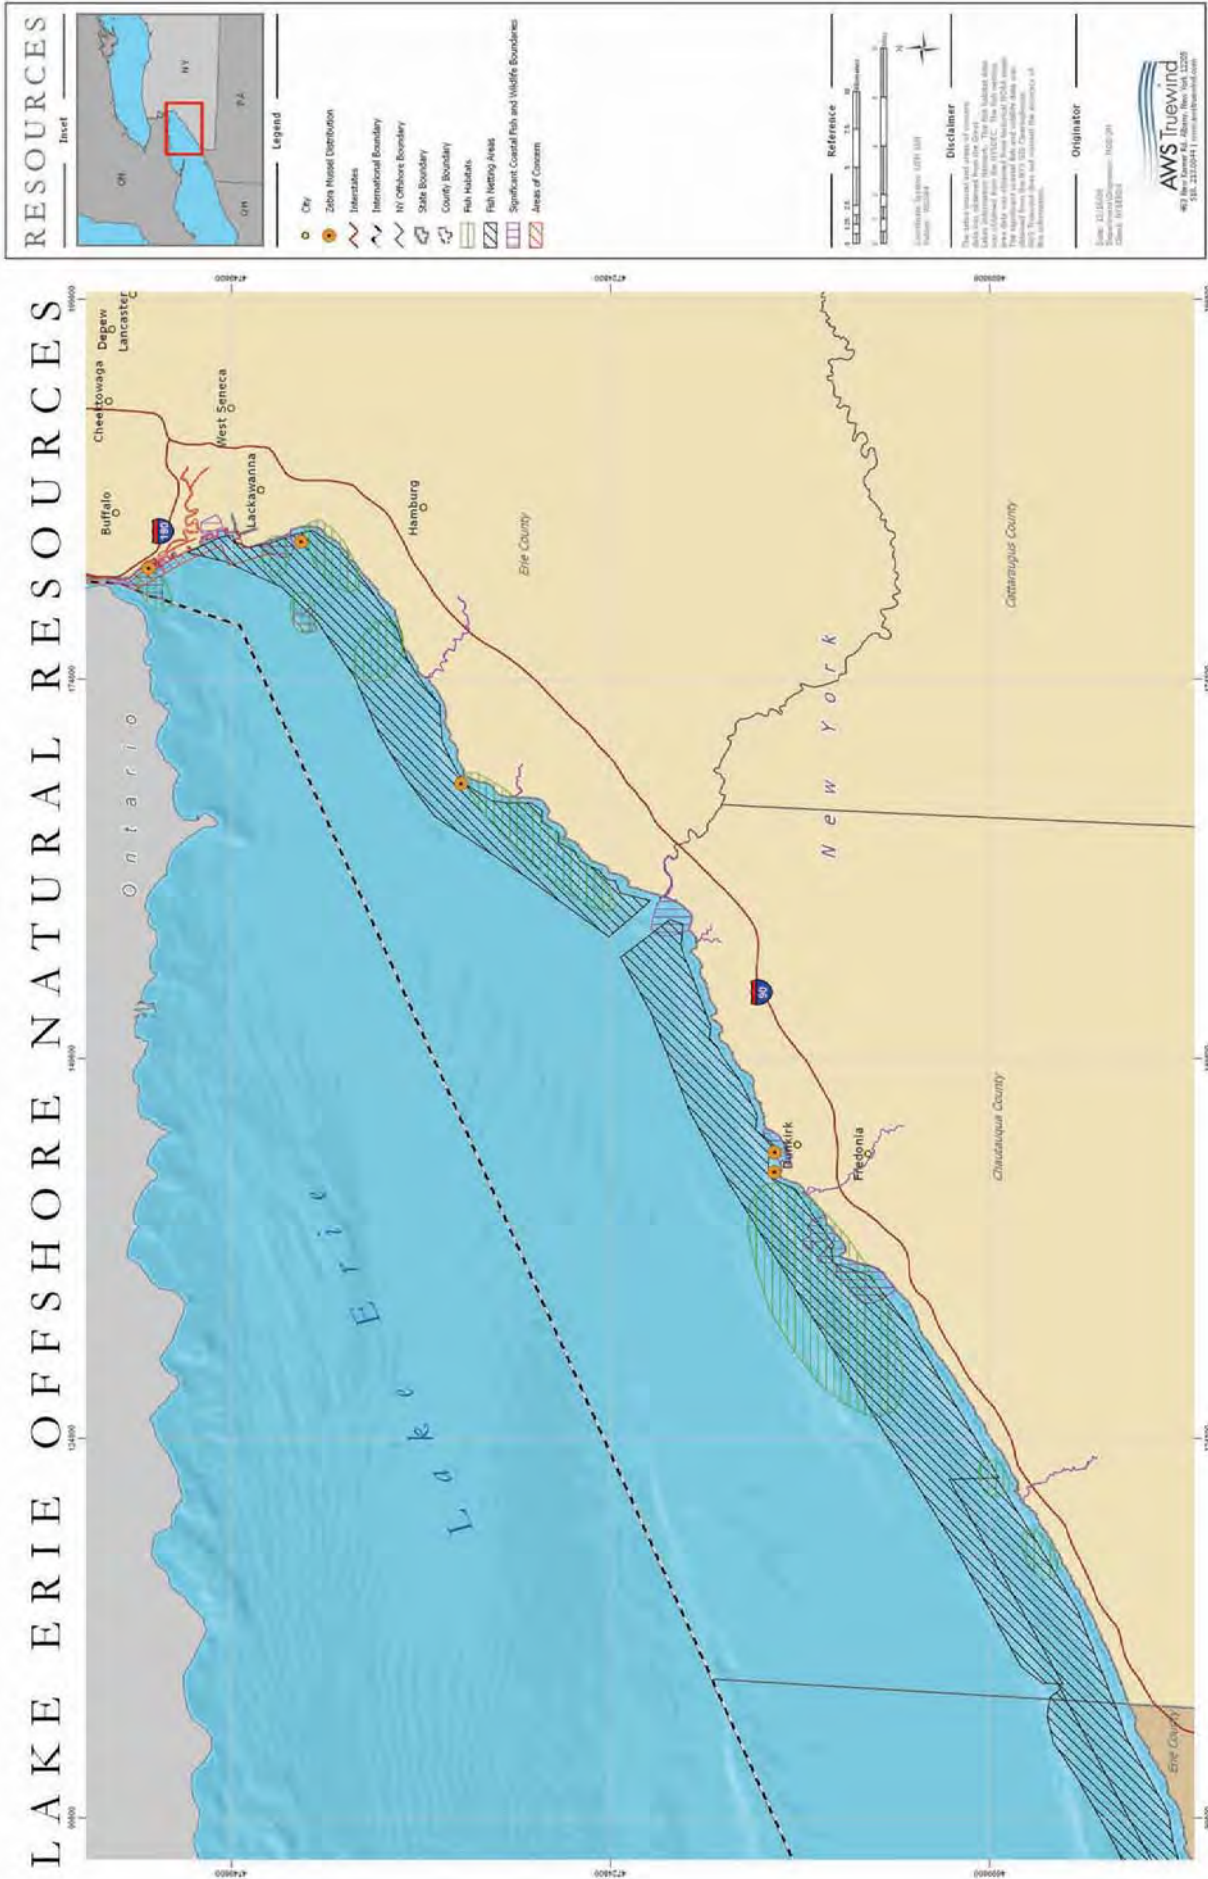 LAKE ERIE OFFSHORE NATURAL RESOURCES
Ontario
Lake Erie
Buffalo
Cheektowaga
Depew
Lancaster
190
West Seneca
Lackawanna
Hamburg
Erie County
New York
Cattaraugus County
90
Dunkirk
Fredonia
Chautauqua County
Erie County
RESOURCES
Inset
NY
PA
OH
Legend
City
Zebra Mussel Distribution
Interstates
International Boundary
NY Offshore Boundary
State Boundary
County Boundary
Fish Habitats
Fish Netting Areas
Significant Coastal Fish and Wildlife Boundaries
Areas of Concern
Reference
N
Disclaimer
Originator
AWS Truewind